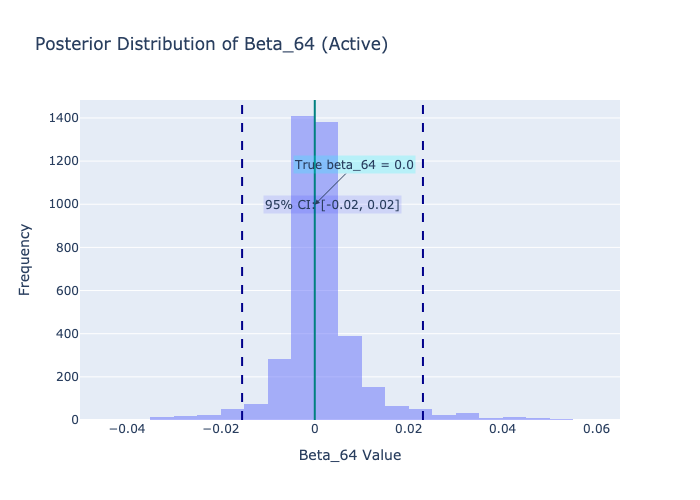 Posterior Distribution of Beta_64 (Active)
1400
1200
1000
800
600
400
200
0
Frequency
True beta_64 = 0.0
95% CI: [-0.02, 0.02]
−0.04
−0.02
0
0.02
0.04
0.06
Beta_64 Value